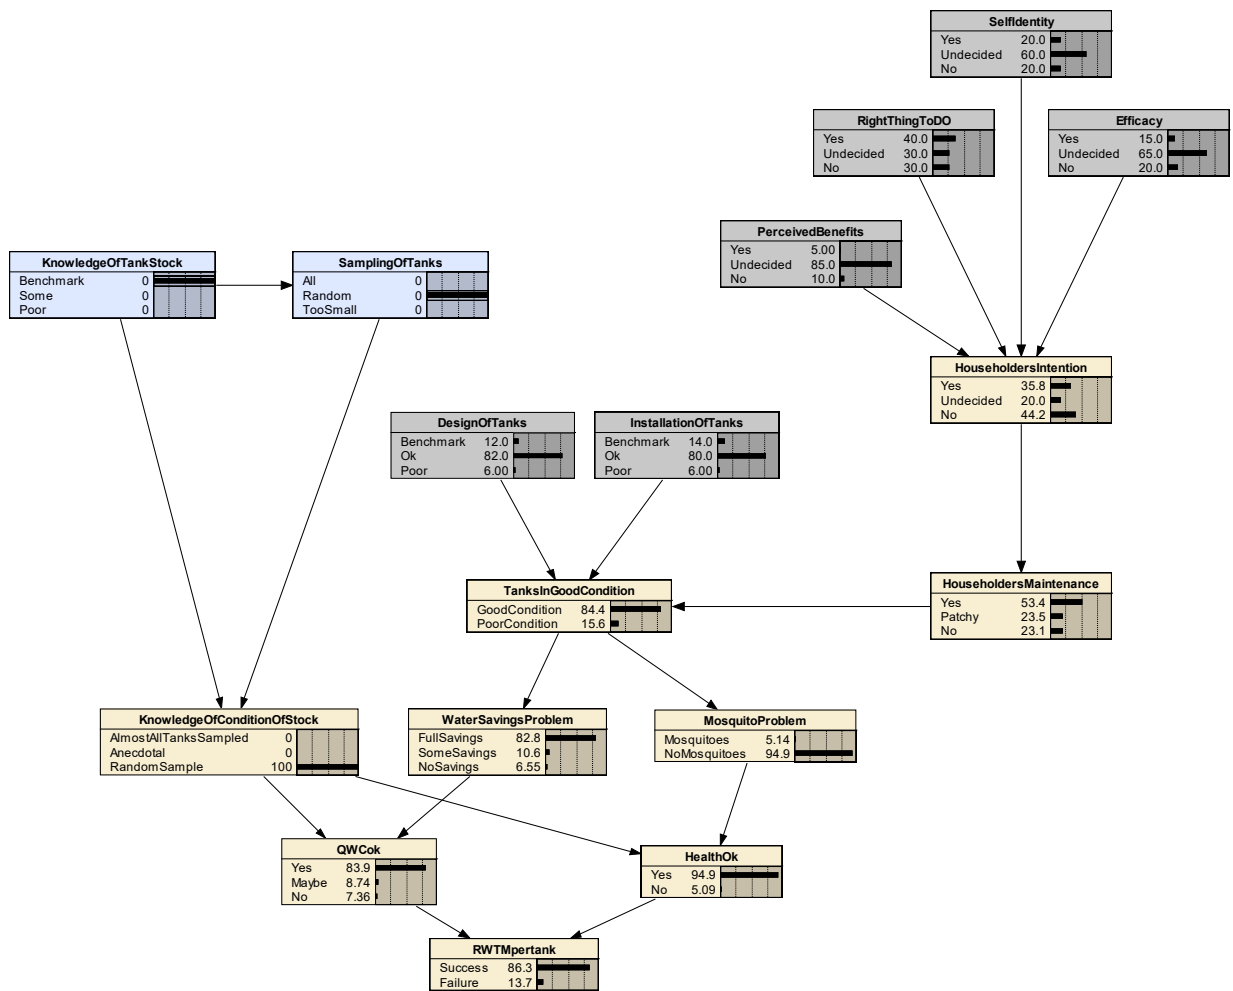 SelfIdentity
Yes 20.0
Undecided 60.0
No 20.0
RightThingToDO
Yes 40.0
Undecided 30.0
No 30.0
Efficacy
Yes 15.0
Undecided 65.0
No 20.0
PerceivedBenefits
Yes 5.00
Undecided 85.0
No 10.0
KnowledgeOfTankStock
Benchmark 0
Some 0
Poor 0
SamplingOfTanks
All 0
Random 0
TooSmall 0
HouseholdersIntention
Yes 35.8
Undecided 20.0
No 44.2
DesignOfTanks
Benchmark 12.0
Ok 82.0
Poor 6.00
InstallationOfTanks
Benchmark 14.0
Ok 80.0
Poor 6.00
TanksInGoodCondition
GoodCondition 84.4
PoorCondition 15.6
HouseholdersMaintenance
Yes 53.4
Patchy 23.5
No 23.1
KnowledgeOfConditionOfStock
AlmostAllTanksSampled 0
Anecdotal 0
RandomSample 100
WaterSavingsProblem
FullSavings 82.8
SomeSavings 10.6
NoSavings 6.55
MosquitoProblem
Mosquitoes 5.14
NoMosquitoes 94.9
QWCok
Yes 83.9
Maybe 8.74
No 7.36
HealthOk
Yes 94.9
No 5.09
RWTMpertank
Success 86.3
Failure 13.7